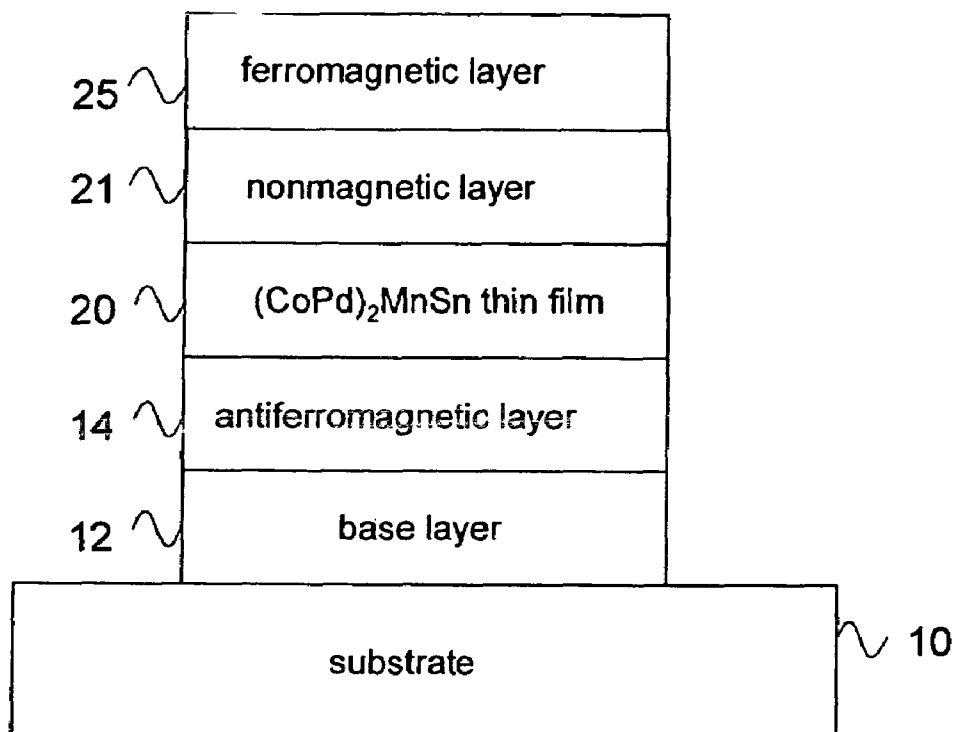 25 ferromagnetic layer
21 nonmagnetic layer
20 (CoPd)₂MnSn thin film
14 antiferromagnetic layer
12 base layer
substrate 10